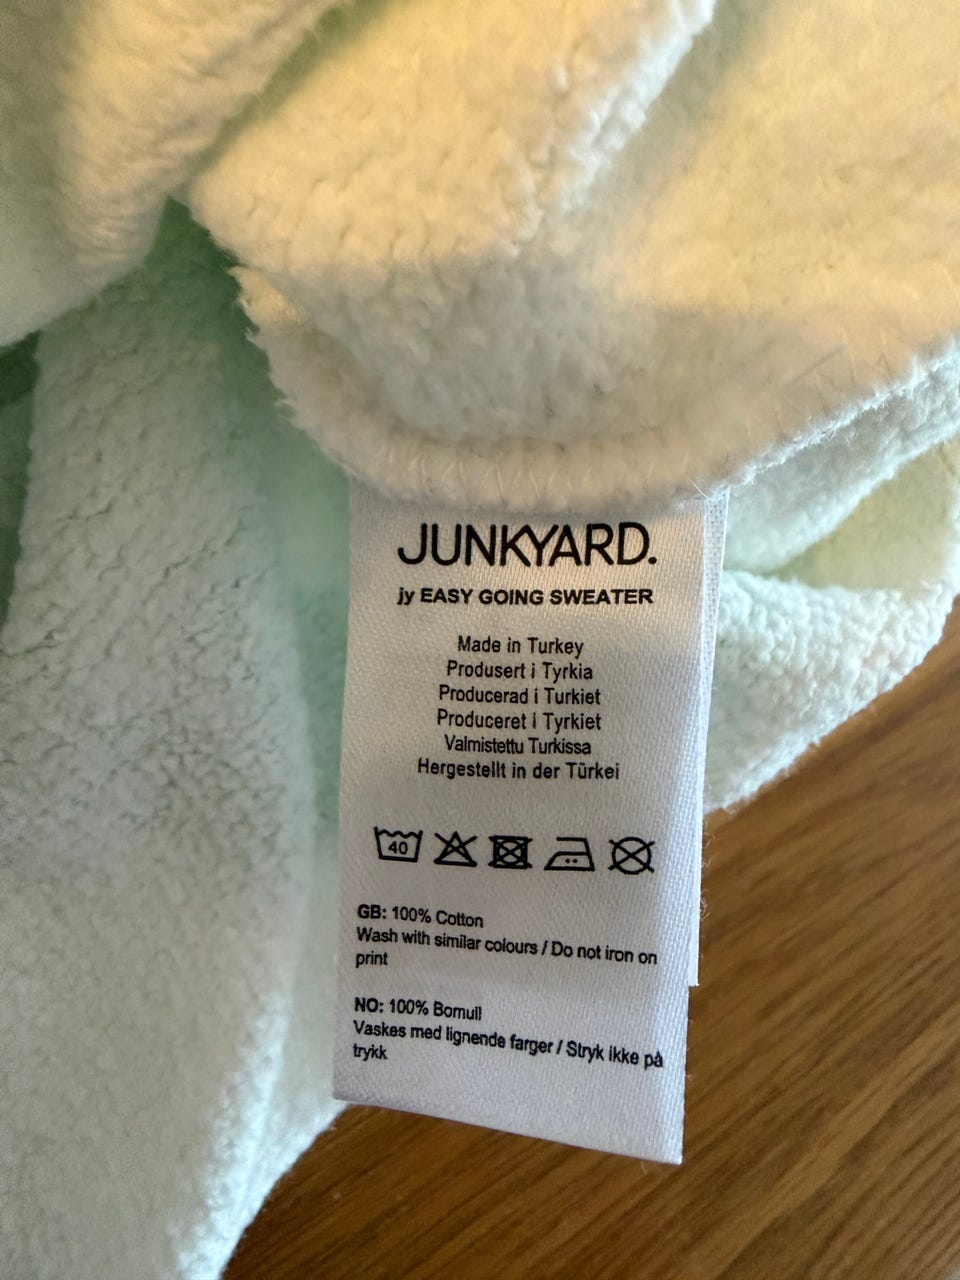 JUNKYARD.
jy EASY GOING SWEATER
Made in Turkey
Produsert i Tyrkia
Producerad i Turkiet
Produceret i Tyrkiet
Valmistettu Turkissa
Hergestellt in der Türkei
40
GB: 100% Cotton
Wash with similar colours / Do not iron on
print
NO: 100% Bomull
Vaskes med lignende farger / Stryk ikke på
trykk